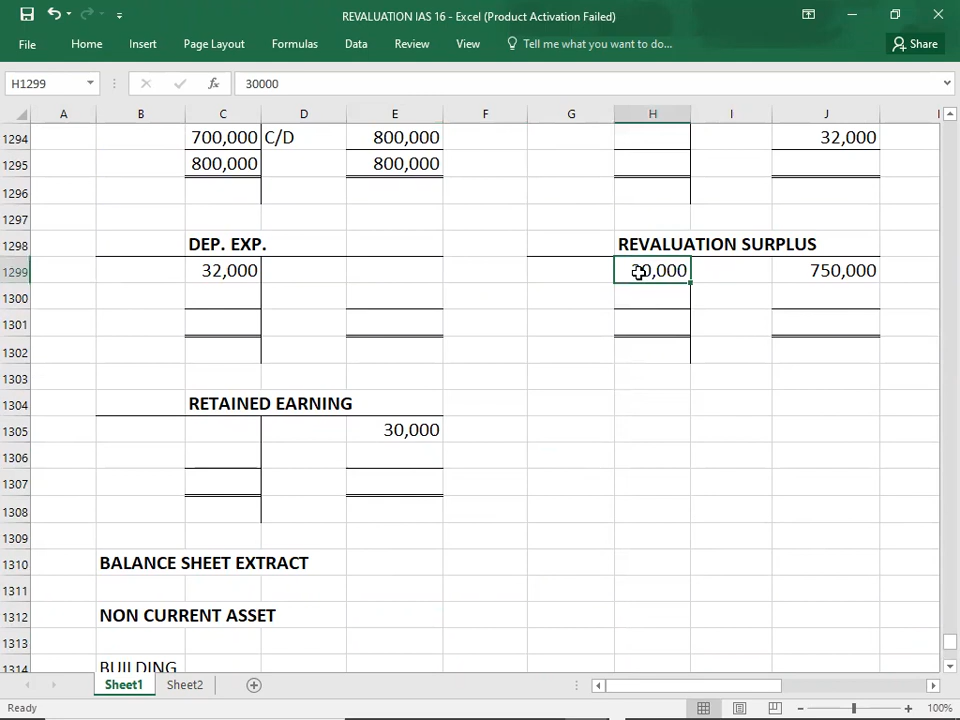 REVALUATION IAS 16 - Excel (Product Activation Failed)
File Home Insert Page Layout Formulas Data Review View Tell me what you want to do... Share
H1299 fx 30000
A B C D E F G H I J
1294 700,000 C/D 800,000 32,000
1295 800,000 800,000
1296
1297
1298 DEP. EXP. REVALUATION SURPLUS
1299 32,000 30,000 750,000
1300
1301
1302
1303
1304 RETAINED EARNING
1305 30,000
1306
1307
1308
1309
1310 BALANCE SHEET EXTRACT
1311
1312 NON CURRENT ASSET
1313
1314 BUILDING
Sheet1 Sheet2
Ready 100%